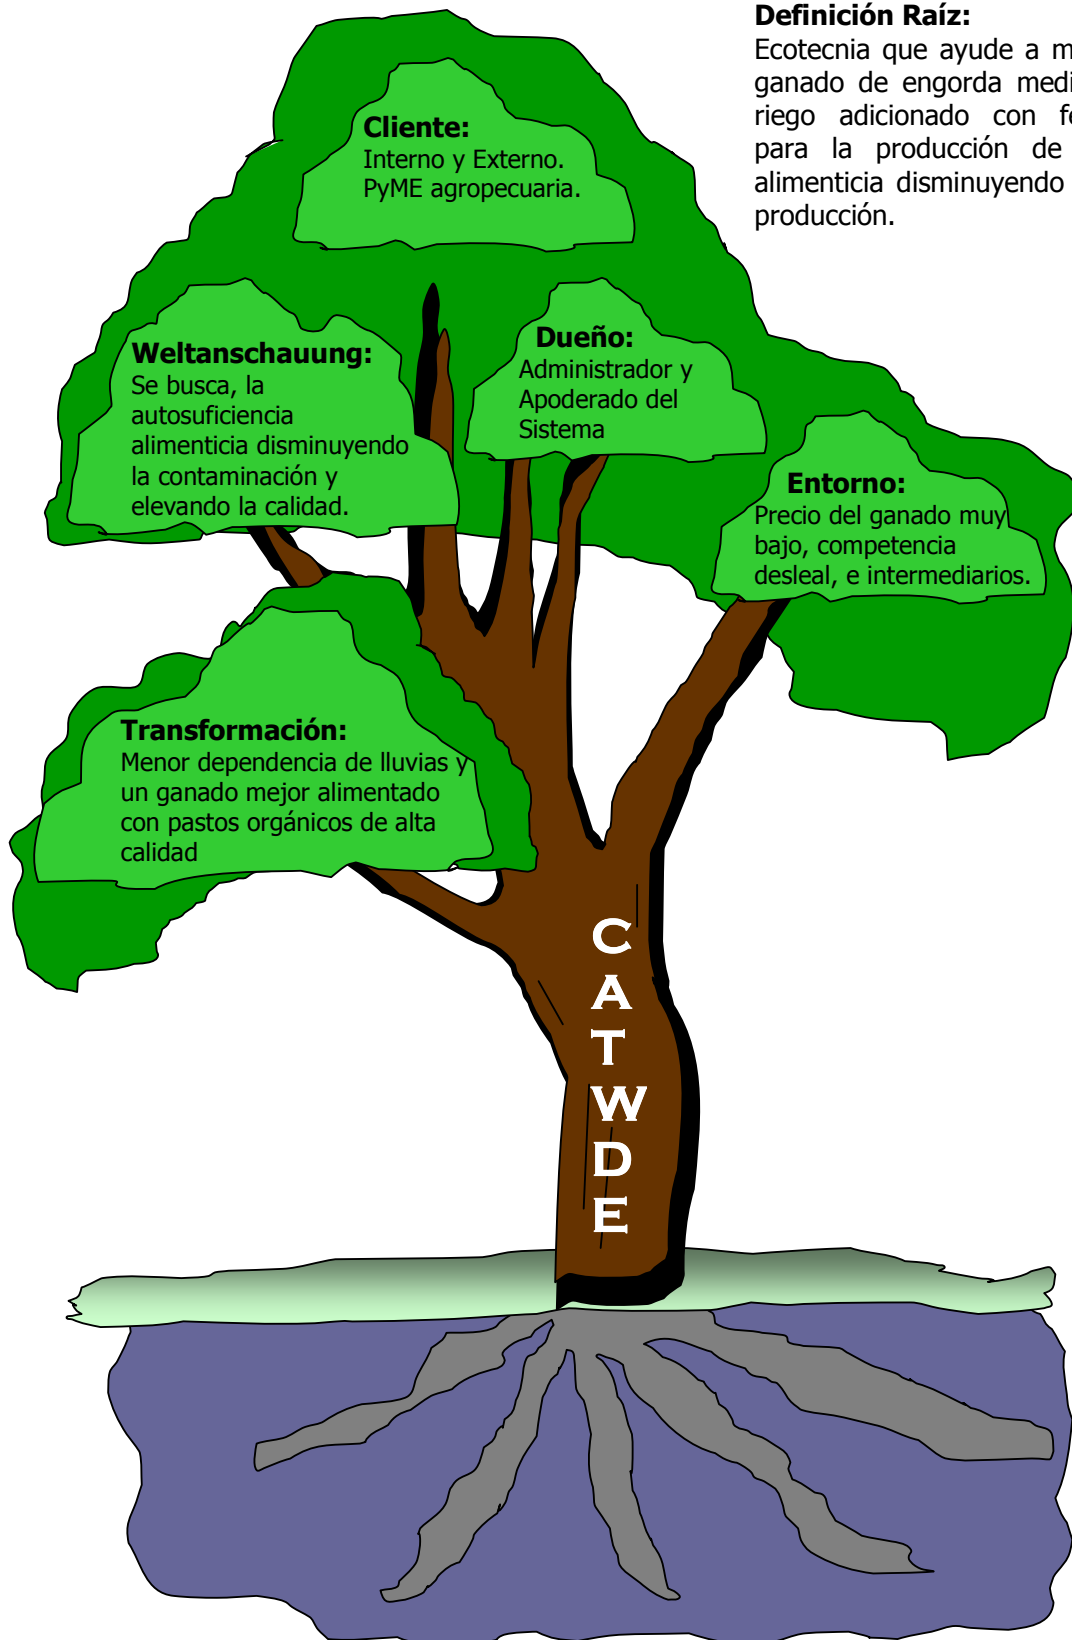 Definición Raíz:
Ecotecnia que ayude a
ganado de engorda
riego adicionado con
para la producción de
alimenticia disminuyendo
producción.
Cliente:
Interno y Externo.
PyME agropecuaria.
Weltanschauung:
Se busca, la
autosuficiencia
alimenticia disminuyendo
la contaminación y
elevando la calidad.
Dueño:
Administrador y
Apoderado del
Sistema
Entorno:
Precio del ganado muy
bajo, competencia
desleal, e intermediarios.
Transformación:
Menor dependencia de lluvias y
un ganado mejor alimentado
con pastos orgánicos de alta
calidad
C
A
T
W
D
E